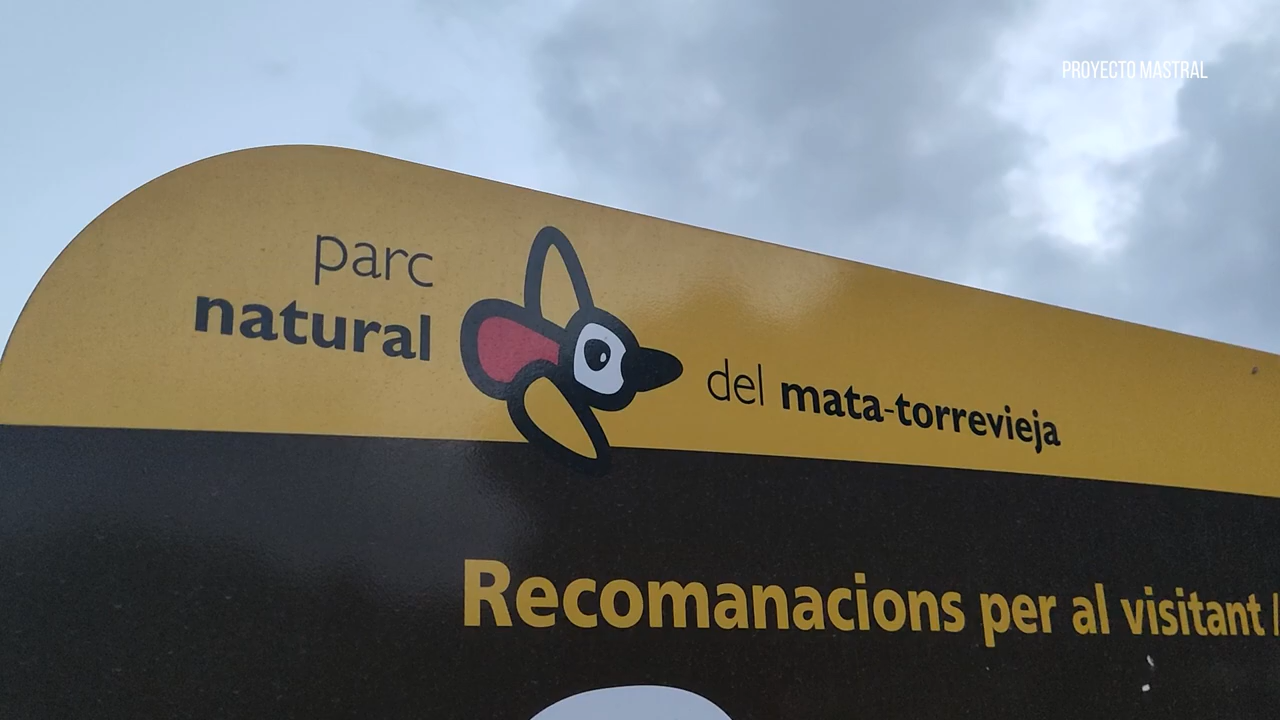 PROYECTO MASTRAL
parc
natural
del mata-torrevieja
Recomanacions per al visitant /